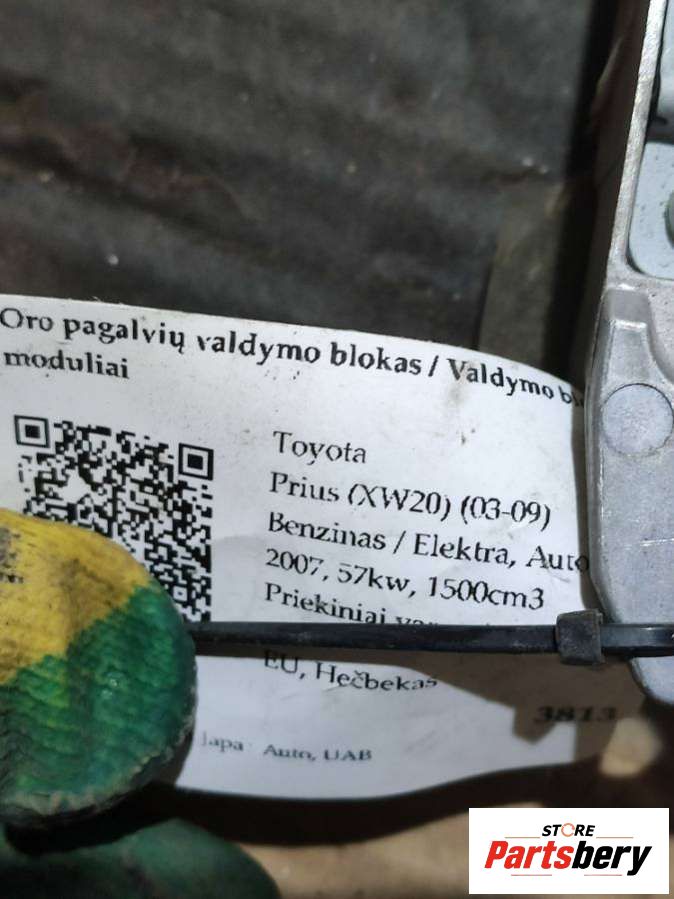 Oro pagalvių valdymo blokas / Valdymo
moduliai
Toyota
Prius (XW20) (03-09)
Benzinas / Elektra, Auto
2007, 57kw, 1500cm3
Priekiniai
EU, Hečbekas
3813
Japa Auto, UAB
STORE
Partsbery